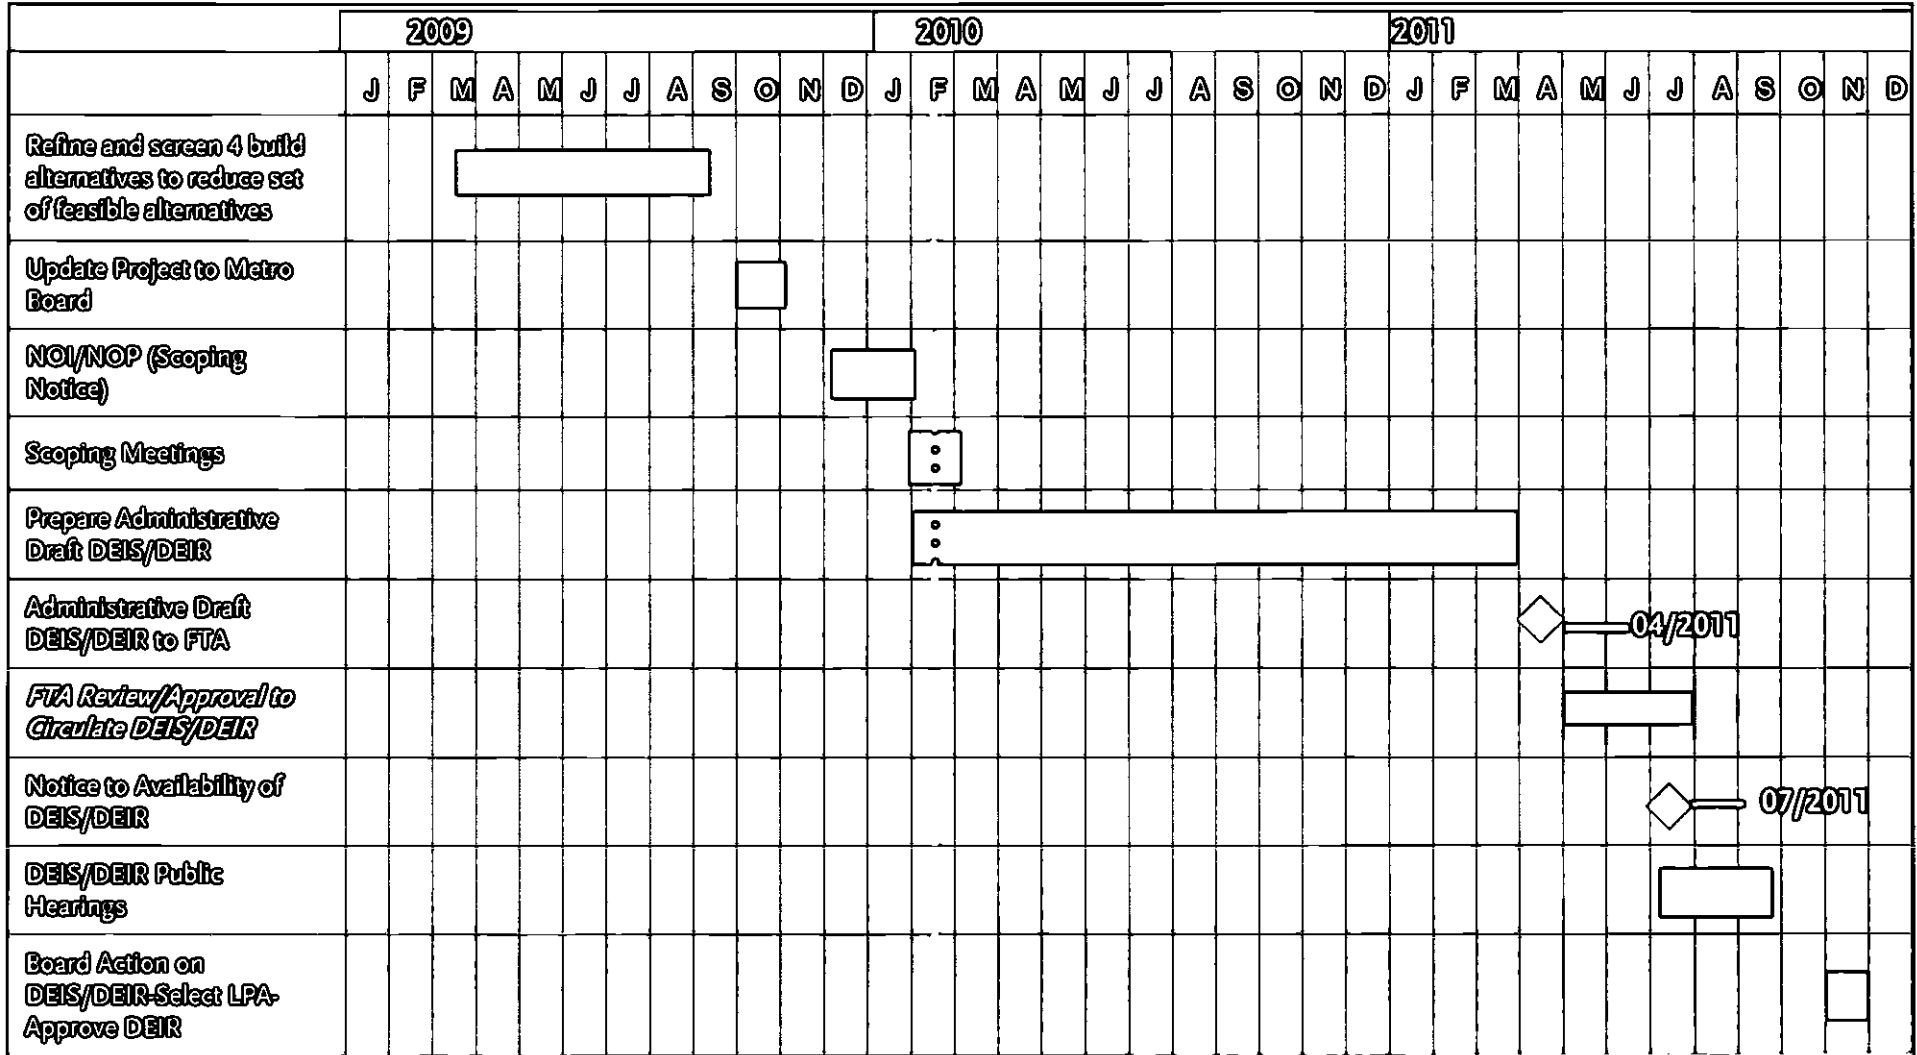 2009 2010 2011
J F M A M J J A S O N D J F M A M J J A S O N D J F M A M J J A S O N D
Refine and screen 4 build
alternatives to reduce set
of feasible alternatives
Update Project to Metro
Board
NOI/NOP (Scoping
Notice)
Scoping Meetings
Prepare Administrative
Draft DEIS/DEIR
Administrative Draft
DEIS/DEIR to FTA
04/2011
FTA Review/Approval to
Circulate DEIS/DEIR
Notice to Availability of
DEIS/DEIR
07/2011
DEIS/DEIR Public
Hearings
Board Action on
DEIS/DEIR-Select LPA-
Approve DEIR